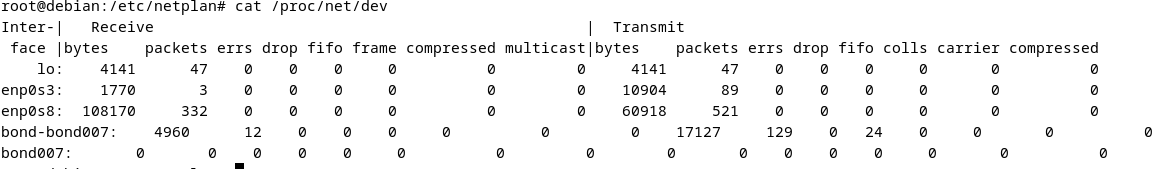 root@debian:/etc/netplan# cat /proc/net/dev
Inter-|   Receive                                                |  Transmit
 face |bytes    packets errs drop fifo frame compressed multicast|bytes    packets errs drop fifo colls carrier compressed
    lo:    4141      47    0    0    0     0          0         0     4141      47    0    0    0     0       0          0
enp0s3:    1770       3    0    0    0     0          0         0    10904      89    0    0    0     0       0          0
enp0s8:  108170     332    0    0    0     0          0         0    60918     521    0    0    0     0       0          0
bond-bond007:    4960      12    0    0    0     0          0         0    17127     129    0   24    0     0       0          0
bond007:       0       0    0    0    0     0          0         0        0       0    0    0    0     0       0          0